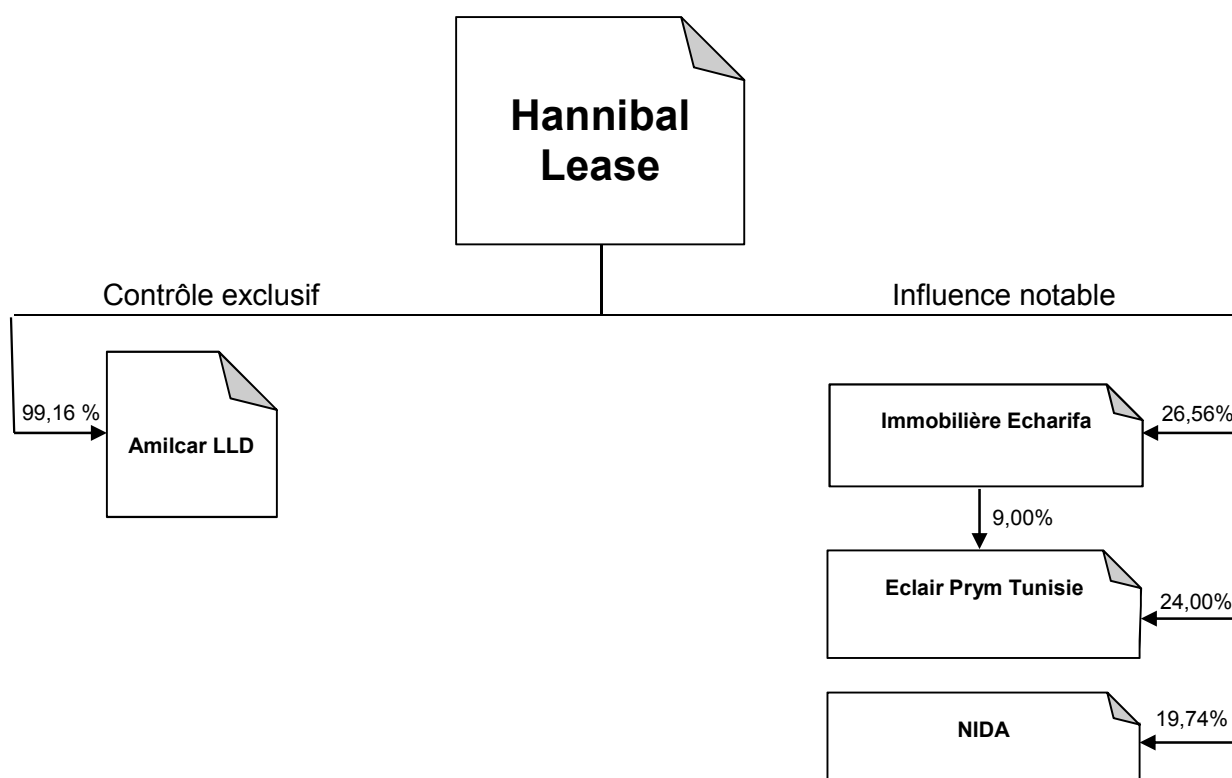 Hannibal
Lease
Contrôle exclusif
Influence notable
99,16 %
Amilcar LLD
Immobilière Echarifa
26,56%
9,00%
Eclair Prym Tunisie
24,00%
NIDA
19,74%